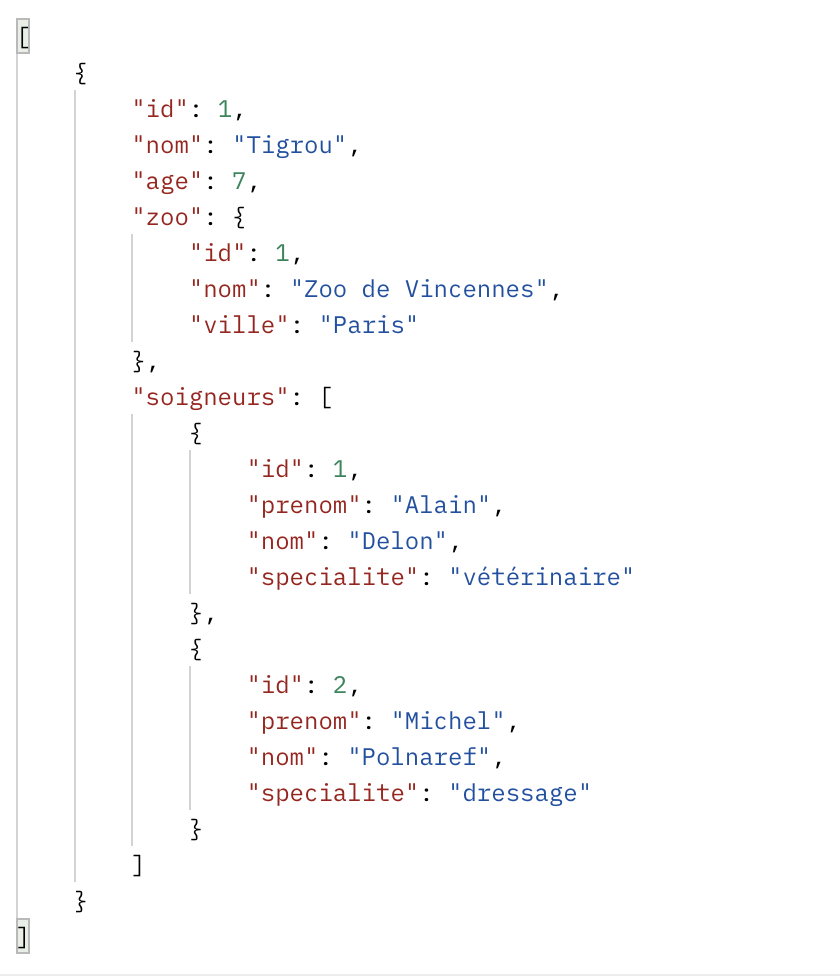 [
    {
        "id": 1,
        "nom": "Tigrou",
        "age": 7,
        "zoo": {
            "id": 1,
            "nom": "Zoo de Vincennes",
            "ville": "Paris"
        },
        "soigneurs": [
            {
                "id": 1,
                "prenom": "Alain",
                "nom": "Delon",
                "specialite": "vétérinaire"
            },
            {
                "id": 2,
                "prenom": "Michel",
                "nom": "Polnaref",
                "specialite": "dressage"
            }
        ]
    }
]